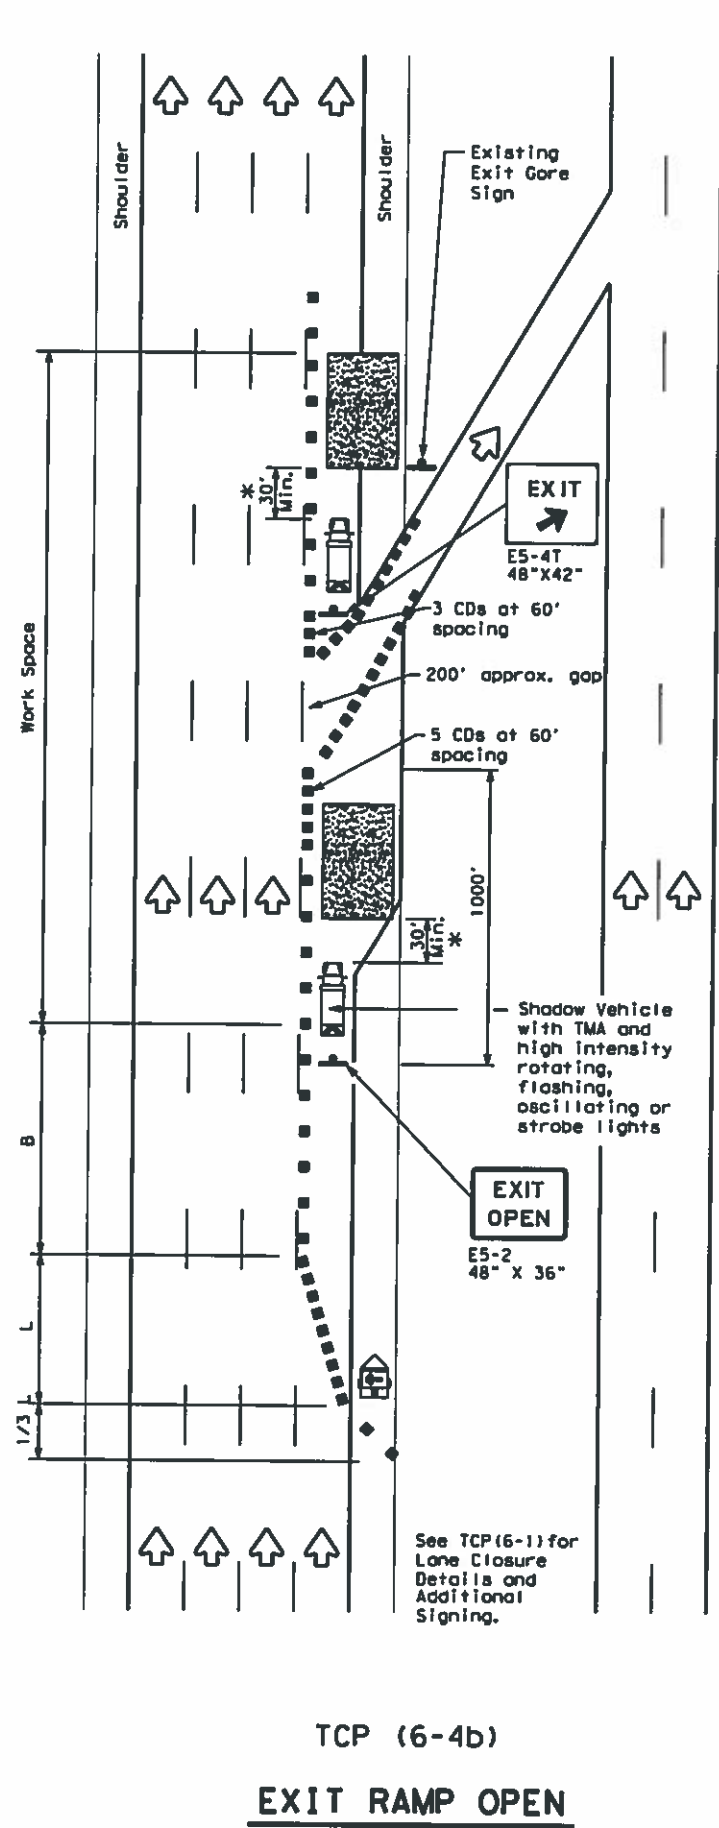 Shoulder
Shoulder
Existing
Exit Gore
Sign
*
30'
Min.
EXIT
E5-4T
48"X42"
3 CDs at 60'
spacing
Work Space
200' approx. gap
5 CDs at 60'
spacing
1000'
30'
Min.
*
Shadow Vehicle
with TMA and
high intensity
rotating,
flashing,
oscillating or
strobe lights
B
EXIT
OPEN
E5-2
48" X 36"
L
1/3 L
See TCP(6-1)for
Lane Closure
Details and
Additional
Signing.
TCP (6-4b)
EXIT RAMP OPEN